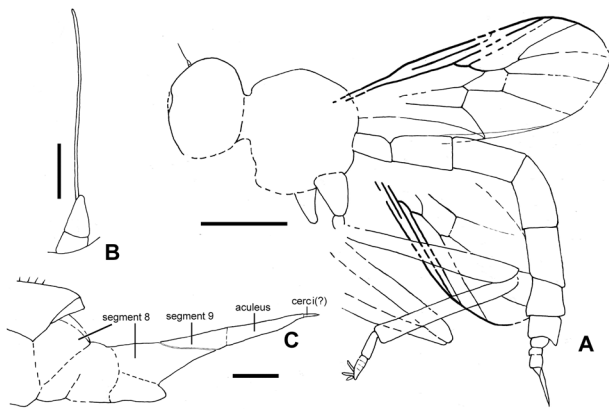 B
segment 8
segment 9
aculeus
cerci(?)
C
A